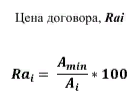 Цена договора, Rai
Ra_i = A_min / A_i * 100